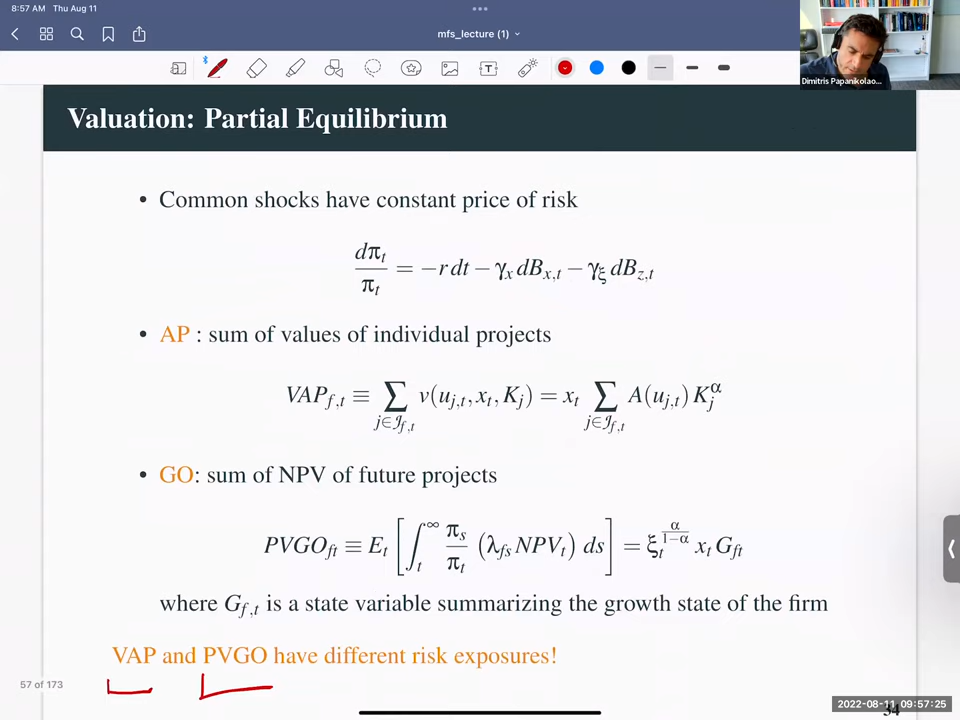 8:57 AM Thu Aug 11
mfs_lecture (1)
Dimitris Papanikolao...
Valuation: Partial Equilibrium
• Common shocks have constant price of risk
dπ_t / π_t = −r dt − γ_x dB_{x,t} − γ_ξ dB_{z,t}
• AP : sum of values of individual projects
VAP_{f,t} ≡ ∑_{j∈𝒥_{f,t}} v(u_{j,t}, x_t, K_j) = x_t ∑_{j∈𝒥_{f,t}} A(u_{j,t}) K_j^α
• GO: sum of NPV of future projects
PVGO_{ft} ≡ E_t [ ∫_t^∞ π_s/π_t (λ_{fs} NPV_t) ds ] = ξ_t^{α/(1−α)} x_t G_{ft}
where G_{f,t} is a state variable summarizing the growth state of the firm
VAP and PVGO have different risk exposures!
57 of 173
2022-08-11 09:57:25
34